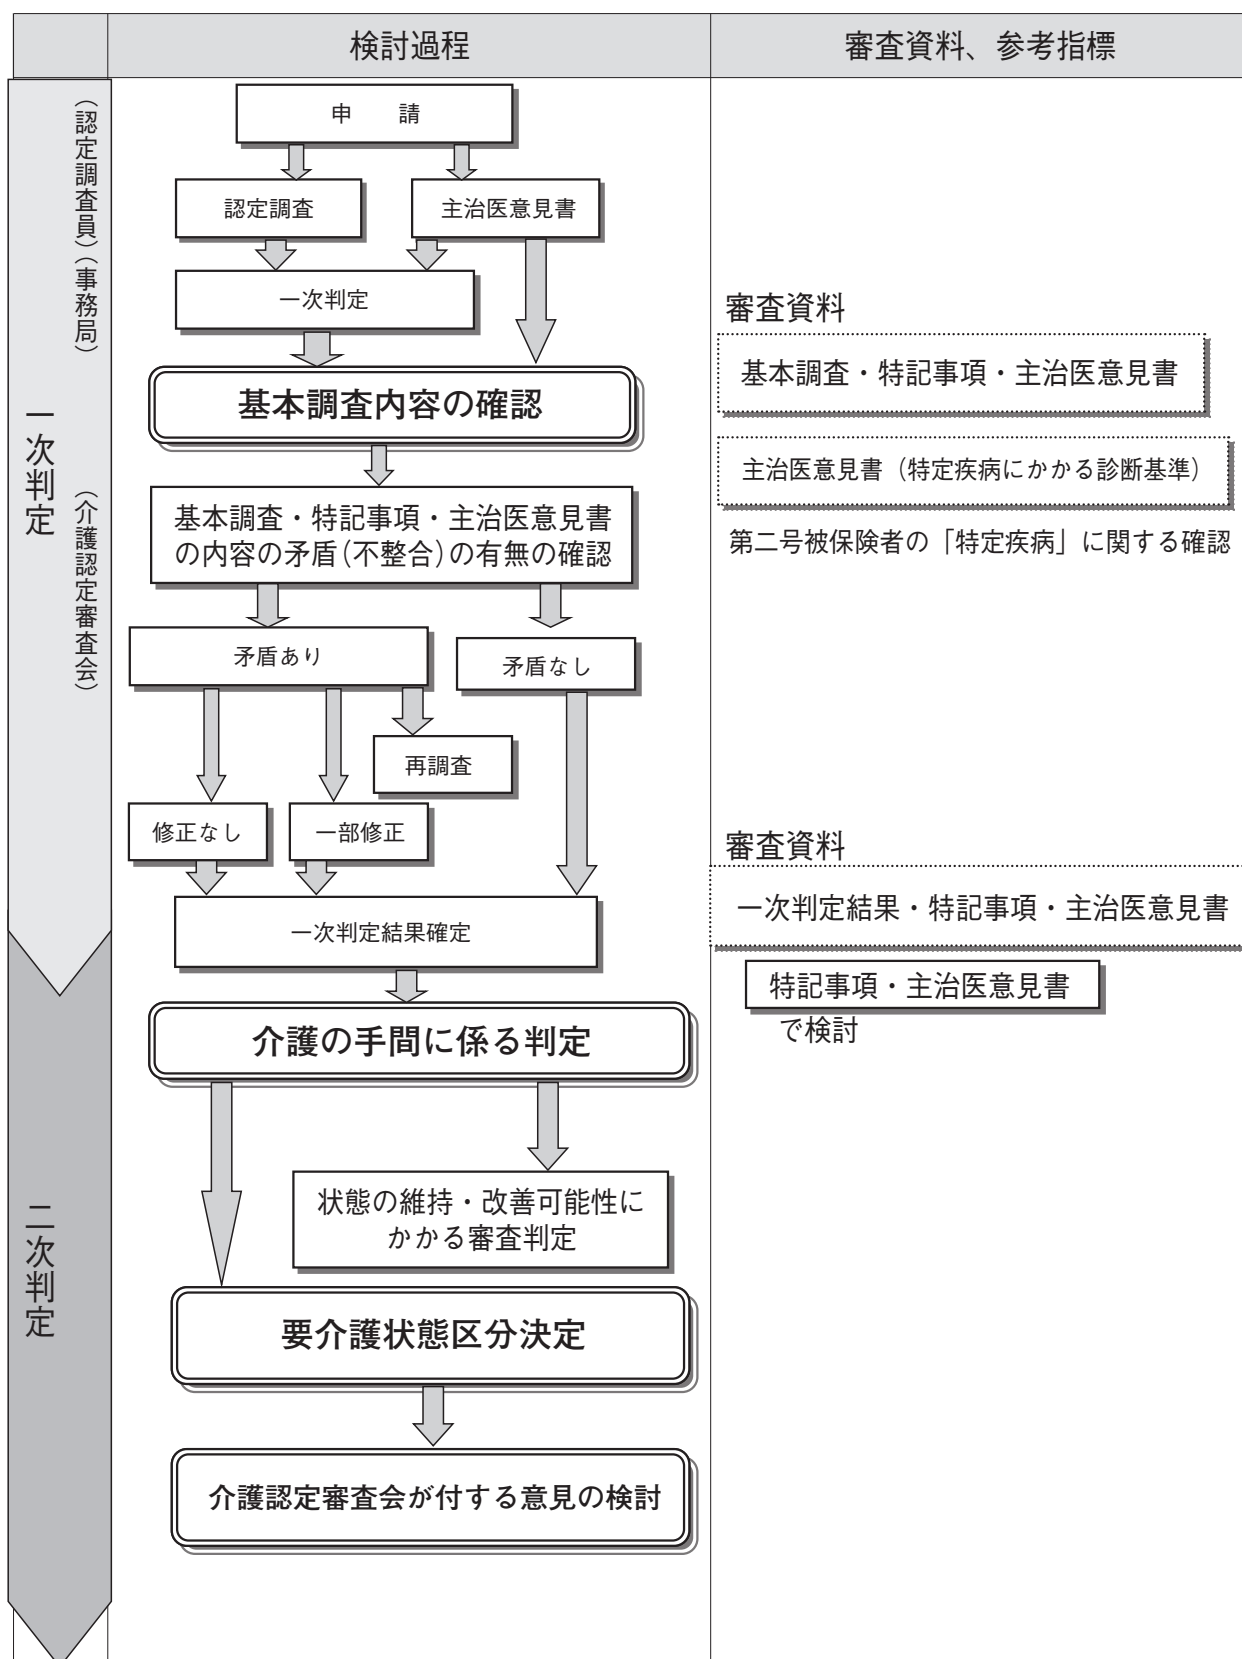 検討過程
審査資料、参考指標
(認定調査員)(事務局)
一次判定
(介護認定審査会)
二次判定
申　請
認定調査
主治医意見書
一次判定
基本調査内容の確認
基本調査・特記事項・主治医意見書
の内容の矛盾(不整合)の有無の確認
矛盾あり
矛盾なし
再調査
修正なし
一部修正
一次判定結果確定
介護の手間に係る判定
状態の維持・改善可能性に
かかる審査判定
要介護状態区分決定
介護認定審査会が付する意見の検討
審査資料
基本調査・特記事項・主治医意見書
主治医意見書（特定疾病にかかる診断基準）
第二号被保険者の「特定疾病」に関する確認
審査資料
一次判定結果・特記事項・主治医意見書
特記事項・主治医意見書
で検討